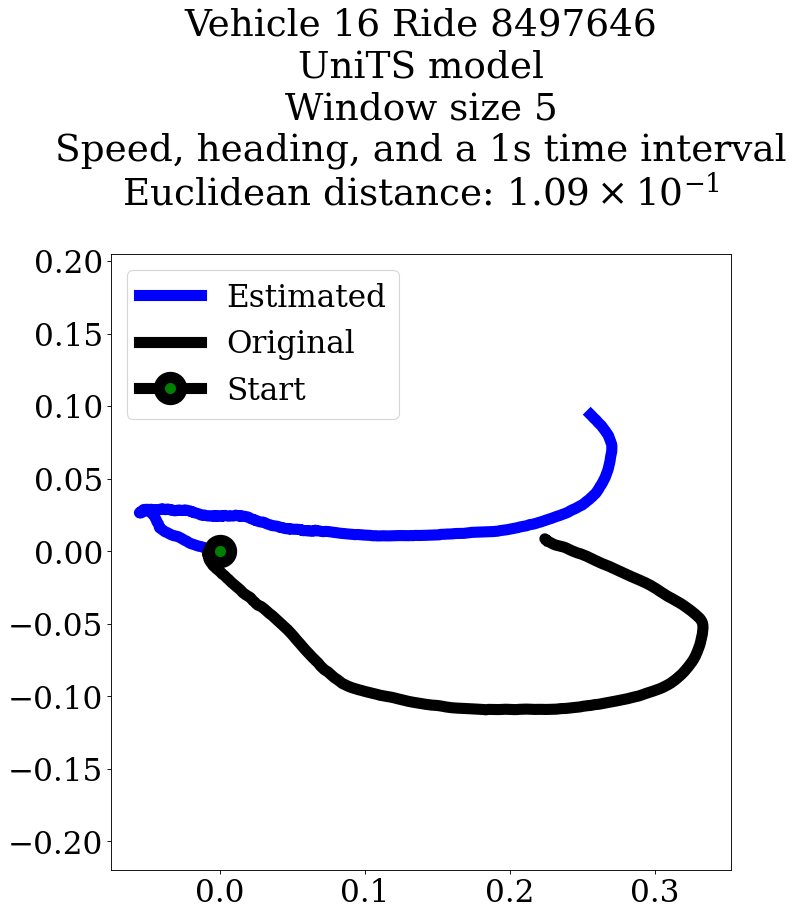 Vehicle 16 Ride 8497646
UniTS model
Window size 5
Speed, heading, and a 1s time interval
Euclidean distance: 1.09 × 10⁻¹
0.20
0.15
0.10
0.05
0.00
−0.05
−0.10
−0.15
−0.20
Estimated
Original
Start
0.0 0.1 0.2 0.3